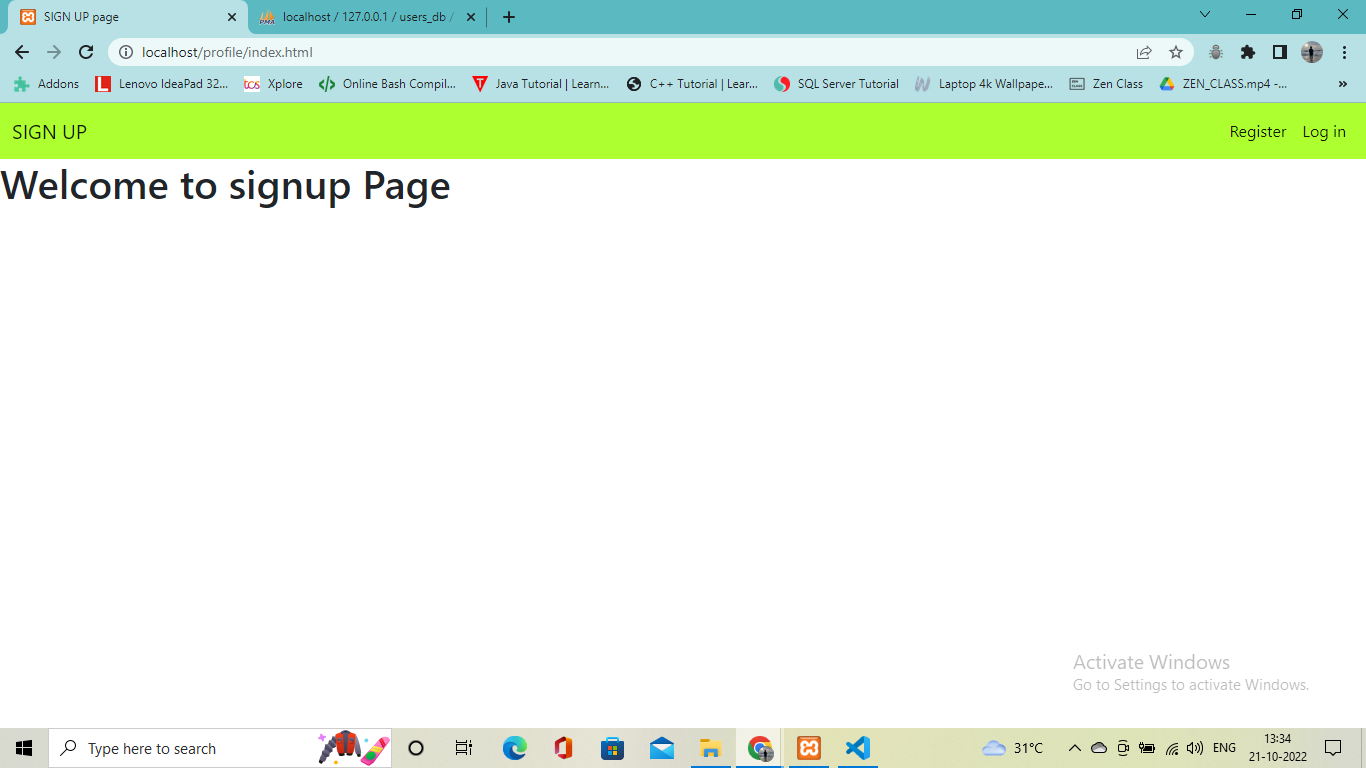 SIGN UP page
localhost / 127.0.0.1 / users_db /
localhost/profile/index.html
Addons
Lenovo IdeaPad 32...
tcs
Xplore
Online Bash Compil...
Java Tutorial | Learn...
C++ Tutorial | Lear...
SQL Server Tutorial
Laptop 4k Wallpape...
Zen Class
ZEN_CLASS.mp4 -...
»
SIGN UP
Register
Log in
Welcome to signup Page
Activate Windows
Go to Settings to activate Windows.
Type here to search
31°C
ENG
13:34
21-10-2022